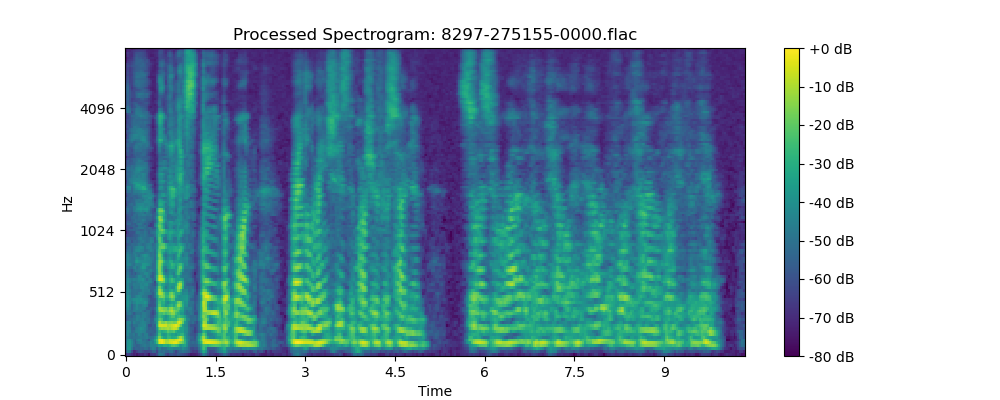 Processed Spectrogram: 8297-275155-0000.flac
Hz
4096
2048
1024
512
0
0 1.5 3 4.5 6 7.5 9
Time
+0 dB
-10 dB
-20 dB
-30 dB
-40 dB
-50 dB
-60 dB
-70 dB
-80 dB